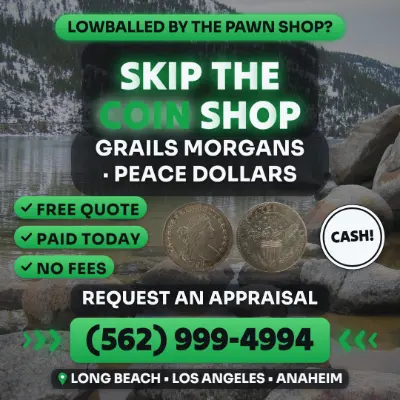 LOWBALLED BY THE PAWN SHOP?
SKIP THE
COIN SHOP
GRAILS MORGANS
· PEACE DOLLARS
✓ FREE QUOTE
✓ PAID TODAY
✓ NO FEES
CASH!
REQUEST AN APPRAISAL
(562) 999-4994
LONG BEACH • LOS ANGELES • ANAHEIM